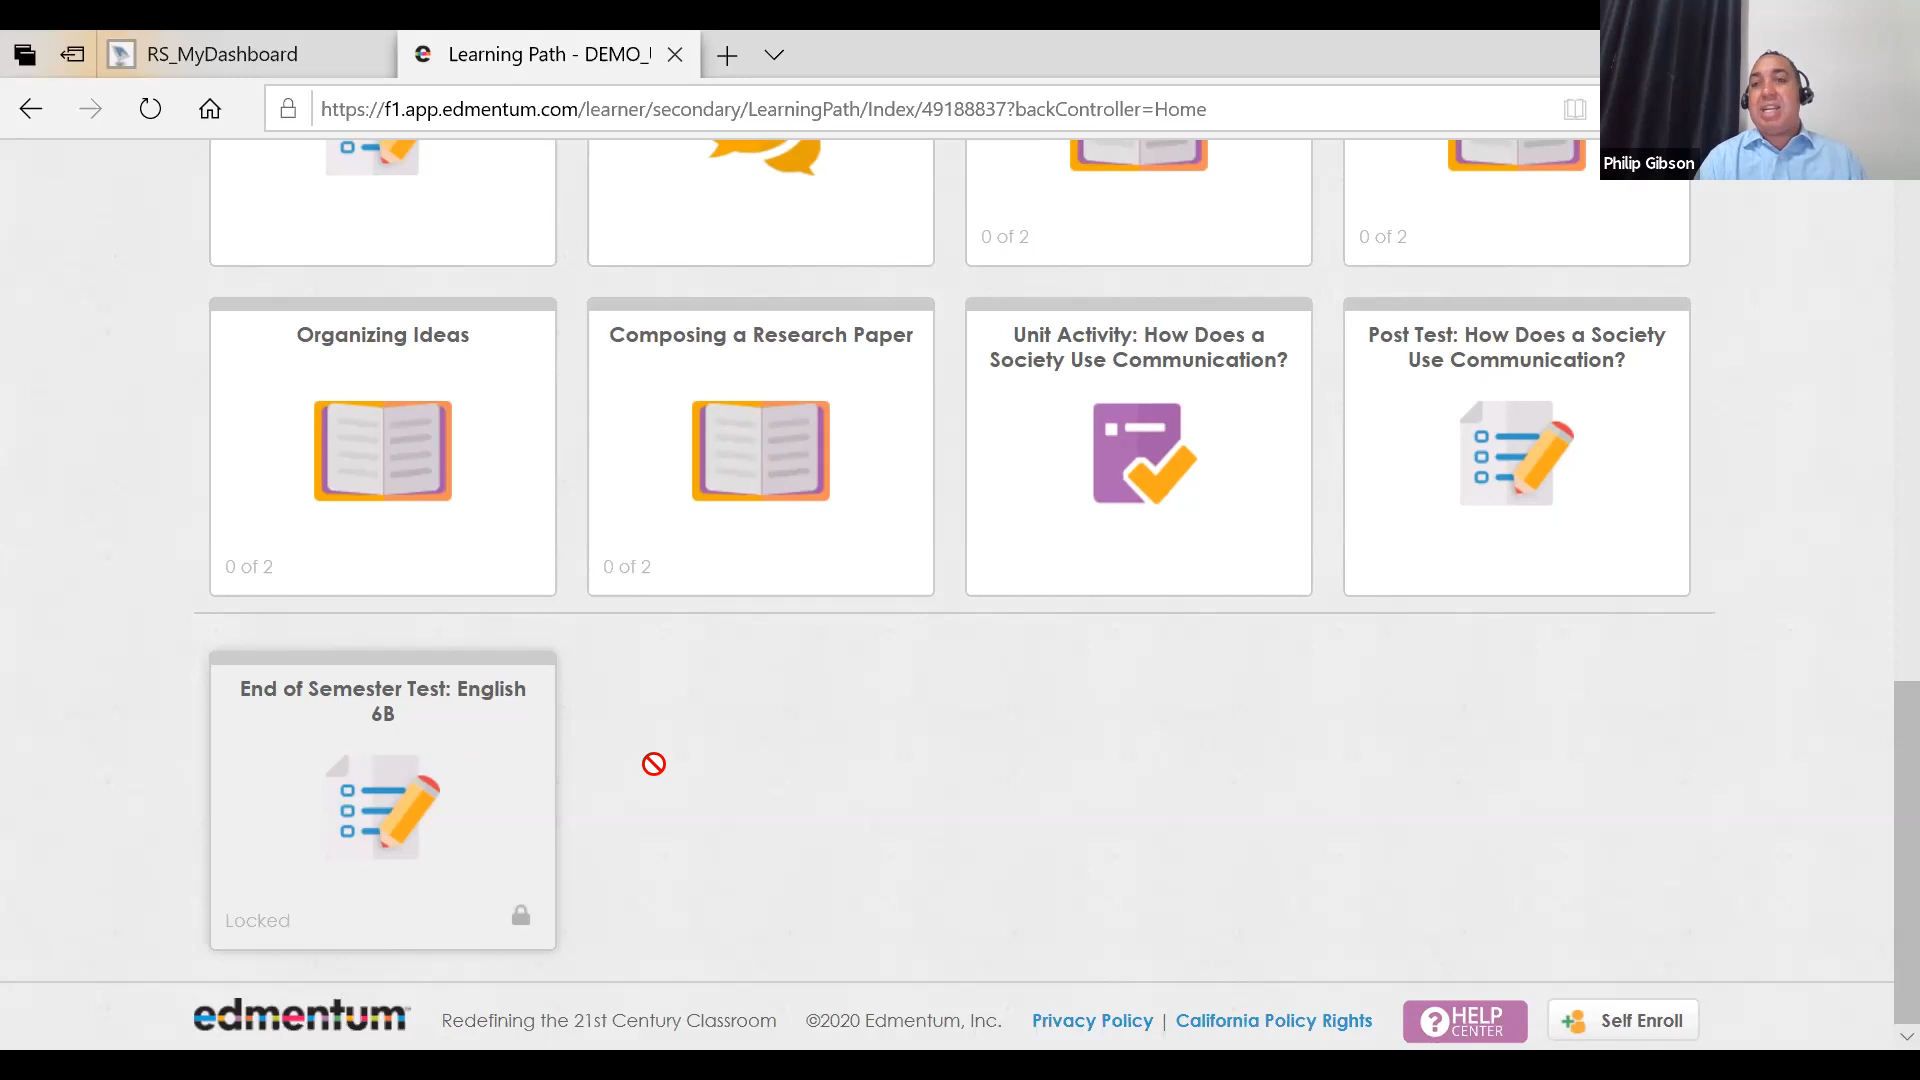 RS_MyDashboard
Learning Path - DEMO_
https://f1.app.edmentum.com/learner/secondary/LearningPath/Index/49188837?backController=Home
Philip Gibson
0 of 2
0 of 2
Organizing Ideas
0 of 2
Composing a Research Paper
0 of 2
Unit Activity: How Does a
Society Use Communication?
Post Test: How Does a Society
Use Communication?
End of Semester Test: English
6B
Locked
edmentum
Redefining the 21st Century Classroom
©2020 Edmentum, Inc.
Privacy Policy | California Policy Rights
? HELP
CENTER
Self Enroll